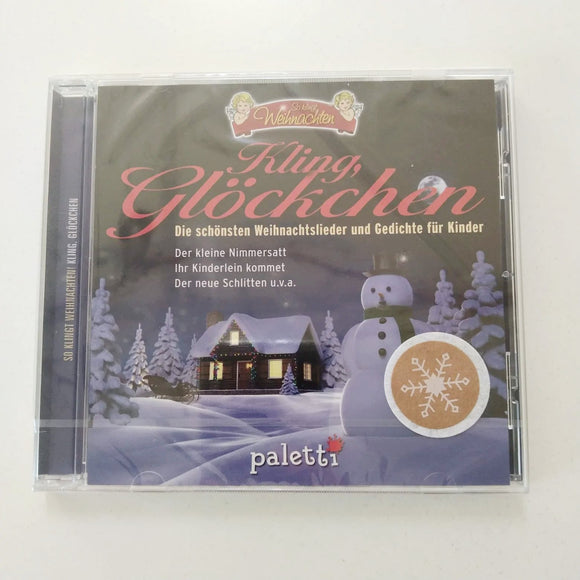 So klingt
Weihnachten
Kling,
Glöckchen
Die schönsten Weihnachtslieder und Gedichte für Kinder
Der kleine Nimmersatt
Ihr Kinderlein kommet
Der neue Schlitten u.v.a.
paletti
SO KLINGT WEIHNACHTEN! KLING, GLÖCKCHEN